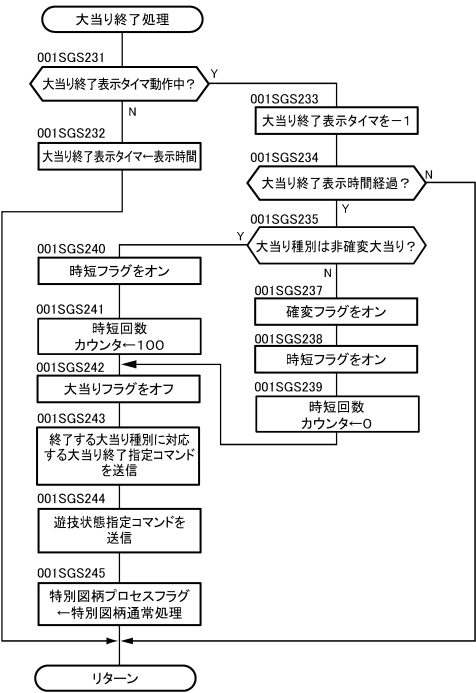 大当り終了処理
001SGS231
大当り終了表示タイマ動作中？
Y
N
001SGS232
大当り終了表示タイマ←表示時間
001SGS233
大当り終了表示タイマを－1
001SGS234
大当り終了表示時間経過？
N
Y
001SGS235
大当り種別は非確変大当り？
Y
N
001SGS237
確変フラグをオン
001SGS238
時短フラグをオン
001SGS239
時短回数
カウンタ←0
001SGS240
時短フラグをオン
001SGS241
時短回数
カウンタ←100
001SGS242
大当りフラグをオフ
001SGS243
終了する大当り種別に対応
する大当り終了指定コマンド
を送信
001SGS244
遊技状態指定コマンドを
送信
001SGS245
特別図柄プロセスフラグ
←特別図柄通常処理
リターン